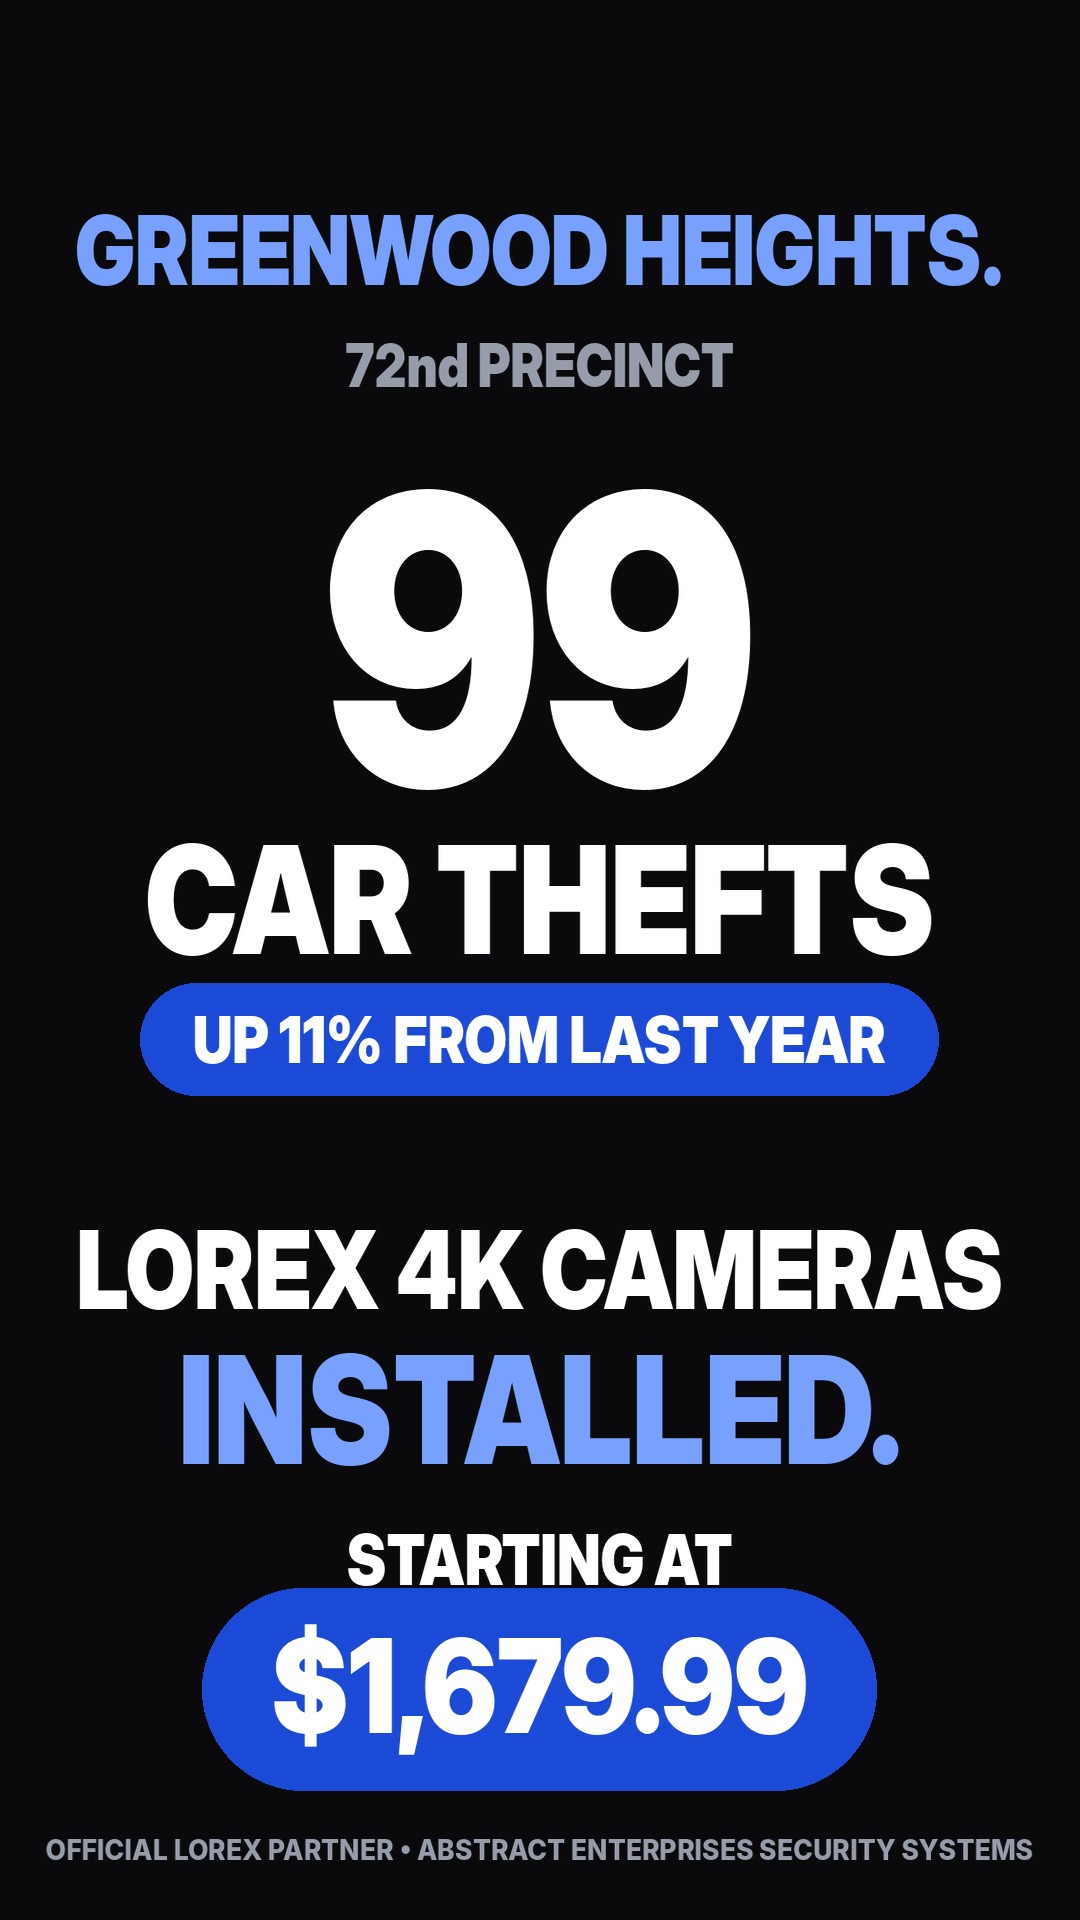 GREENWOOD HEIGHTS.
72nd PRECINCT
99
CAR THEFTS
UP 11% FROM LAST YEAR
LOREX 4K CAMERAS
INSTALLED.
STARTING AT
$1,679.99
OFFICIAL LOREX PARTNER • ABSTRACT ENTERPRISES SECURITY SYSTEMS